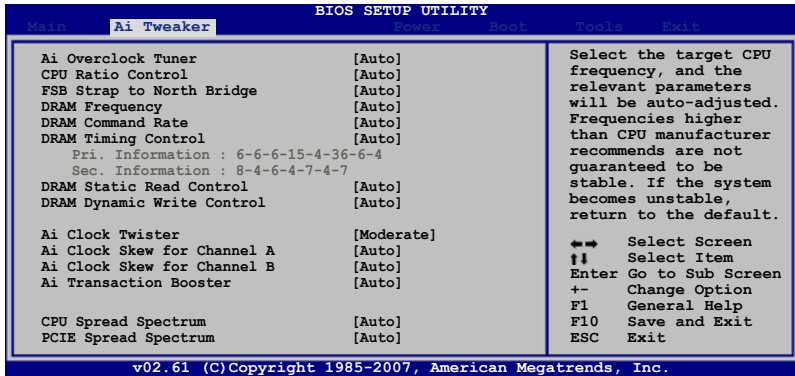 BIOS SETUP UTILITY
Main Ai Tweaker Power Boot Tools Exit
Ai Overclock Tuner [Auto]
CPU Ratio Control [Auto]
FSB Strap to North Bridge [Auto]
DRAM Frequency [Auto]
DRAM Command Rate [Auto]
DRAM Timing Control [Auto]
Pri. Information : 6-6-6-15-4-36-6-4
Sec. Information : 8-4-6-4-7-4-7
DRAM Static Read Control [Auto]
DRAM Dynamic Write Control [Auto]
Ai Clock Twister [Moderate]
Ai Clock Skew for Channel A [Auto]
Ai Clock Skew for Channel B [Auto]
Ai Transaction Booster [Auto]
CPU Spread Spectrum [Auto]
PCIE Spread Spectrum [Auto]
Select the target CPU
frequency, and the
relevant parameters
will be auto-adjusted.
Frequencies higher
than CPU manufacturer
recommends are not
guaranteed to be
stable. If the system
becomes unstable,
return to the default.
←→ Select Screen
↑↓ Select Item
Enter Go to Sub Screen
+- Change Option
F1 General Help
F10 Save and Exit
ESC Exit
v02.61 (C)Copyright 1985-2007, American Megatrends, Inc.